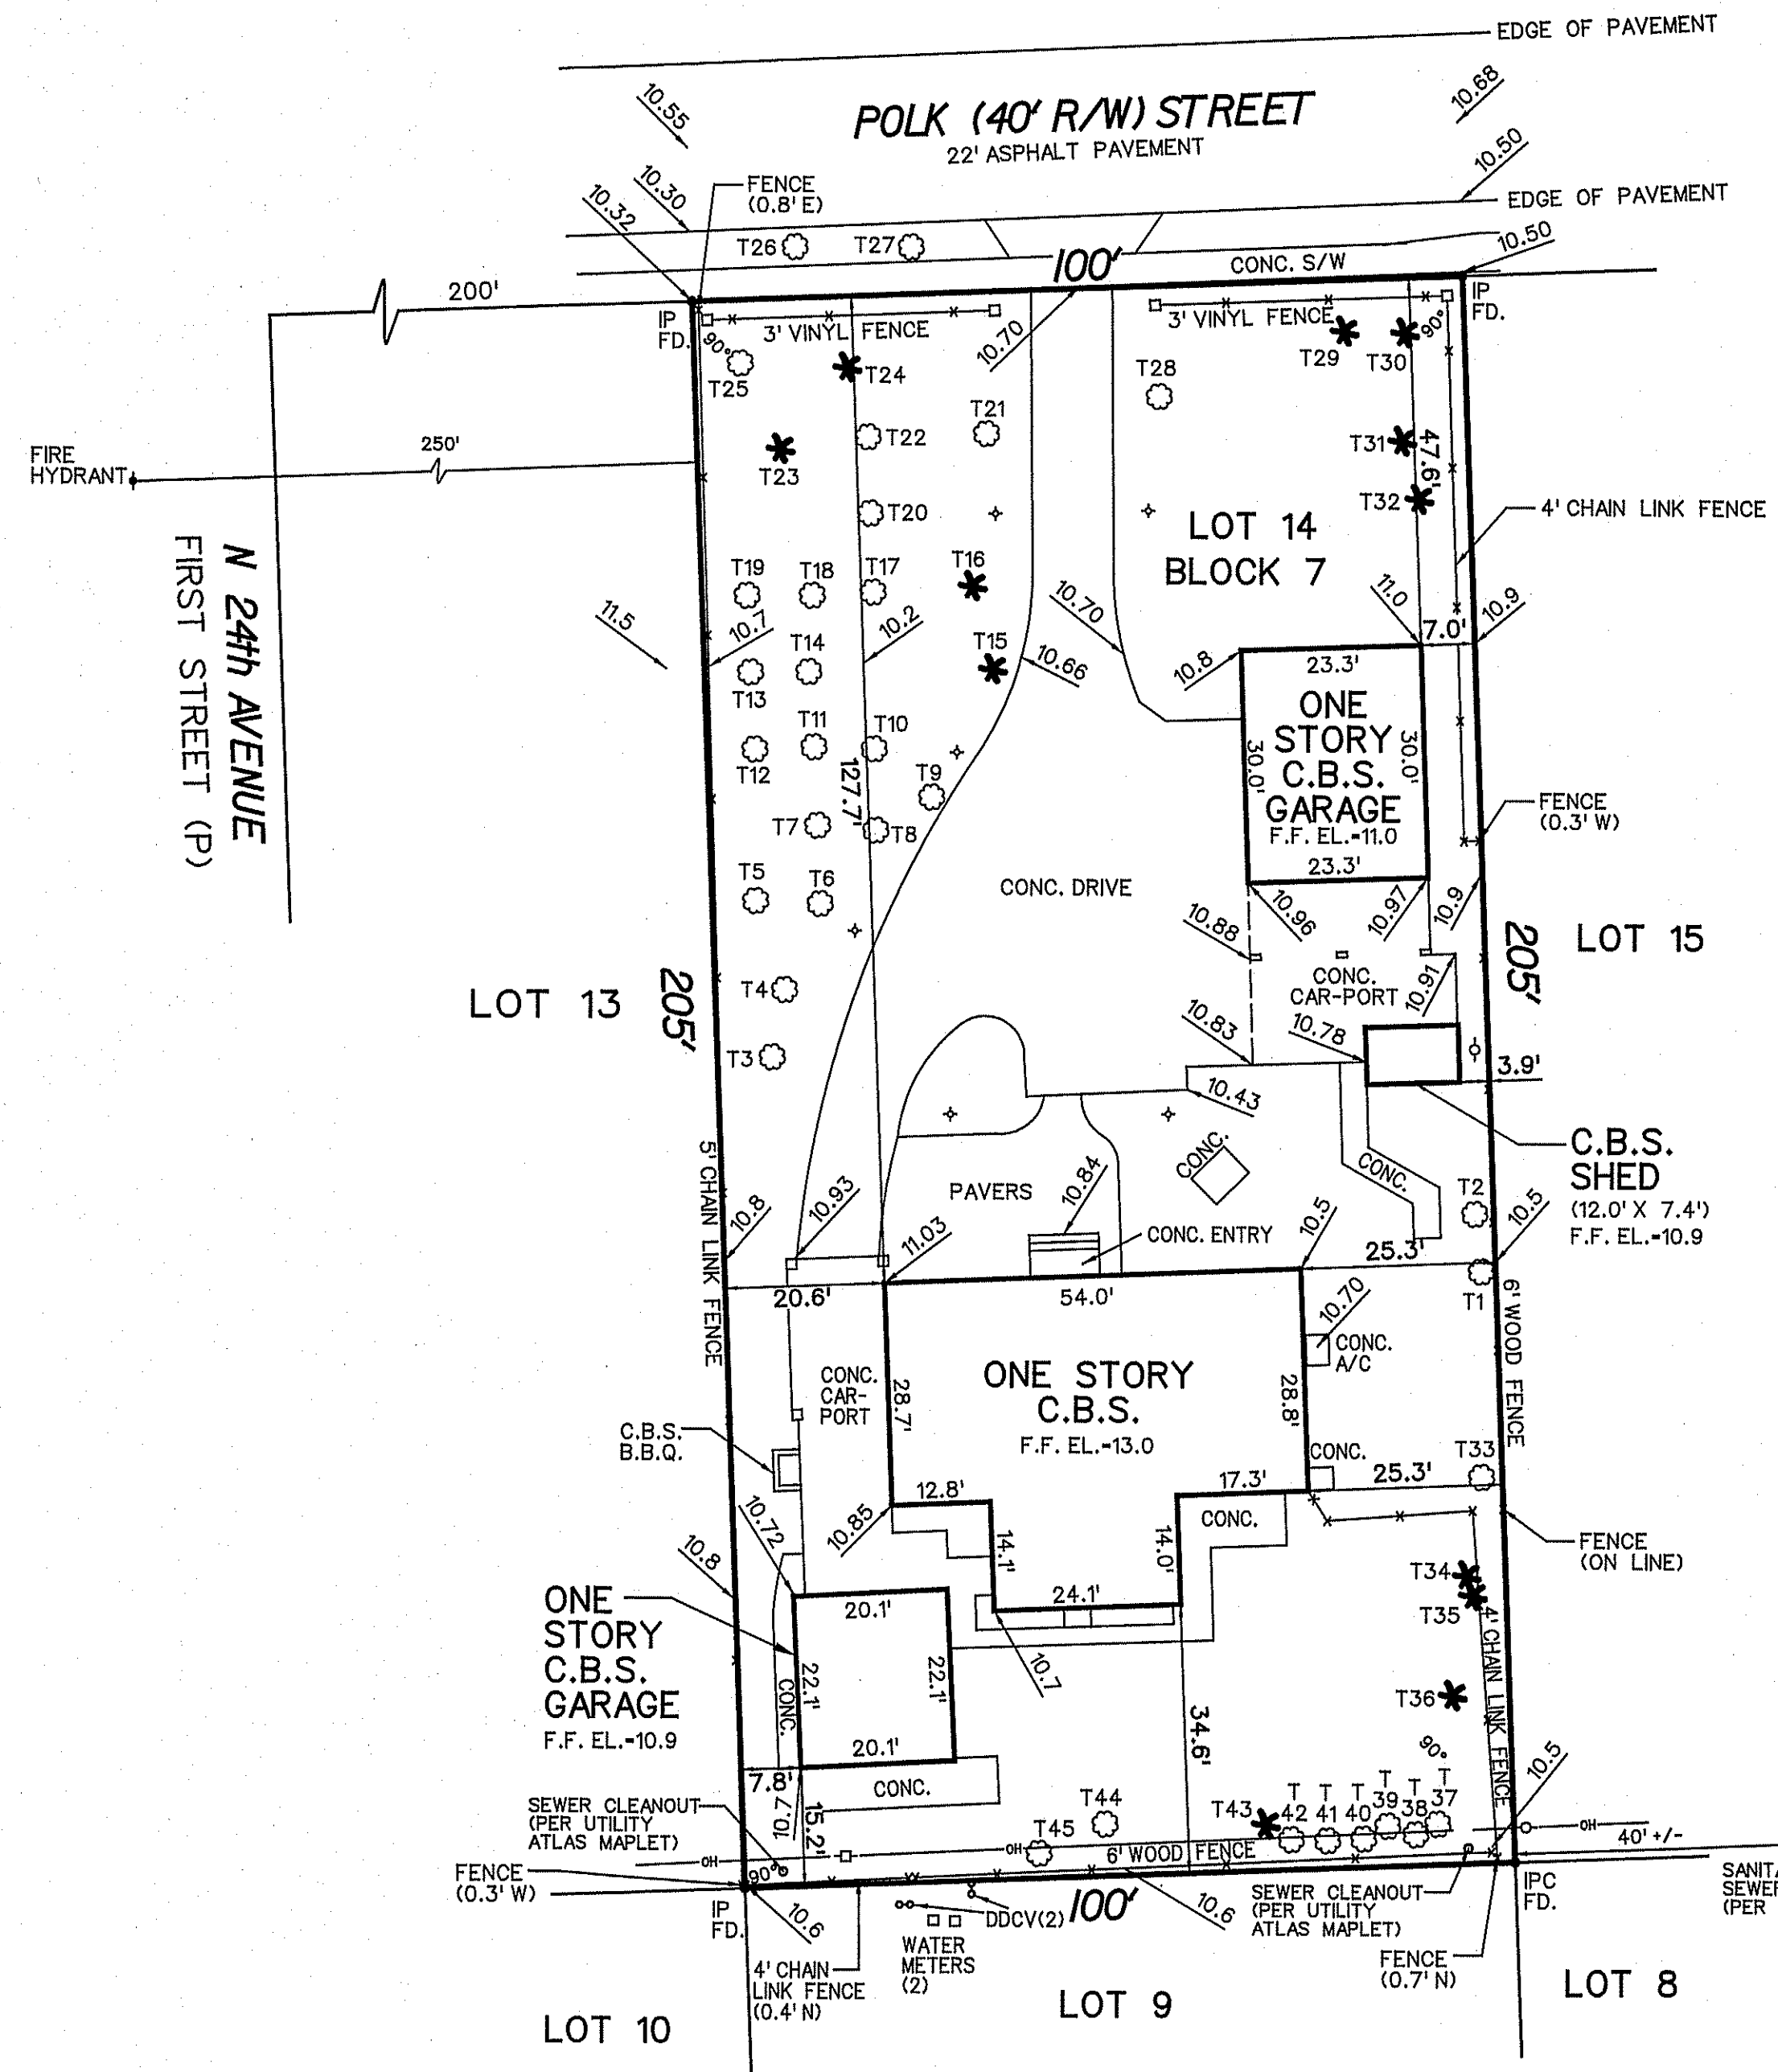 EDGE OF PAVEMENT
10.55
10.68
POLK (40' R/W) STREET
22' ASPHALT PAVEMENT
10.50
10.30
10.32
FENCE
(0.8' E)
EDGE OF PAVEMENT
T26
T27
10.50
100'
CONC. S/W
200'
IP
FD.
90°
3' VINYL FENCE
10.70
3' VINYL FENCE
IP
FD.
90°
T25
T24
T28
T29
T30
T21
T22
T31
47.6'
FIRE
HYDRANT
250'
T23
T20
T32
4' CHAIN LINK FENCE
LOT 14
BLOCK 7
N 24th AVENUE
FIRST STREET (P)
T19
T18
T17
T16
11.5
10.7
10.2
10.70
11.0
10.9
7.0'
T14
T15
10.66
10.8
23.3'
T13
ONE
STORY
C.B.S.
GARAGE
F.F. EL.=11.0
30.0'
30.0'
23.3'
T11
T10
T12
127.7'
T9
T7
T8
FENCE
(0.3' W)
T5
T6
CONC. DRIVE
10.96
10.97
10.9
10.88
LOT 13
205'
T4
205'
LOT 15
CONC.
CAR-PORT
10.91
T3
10.83
10.78
3.9'
10.43
5' CHAIN LINK FENCE
C.B.S.
SHED
(12.0' X 7.4')
F.F. EL.=10.9
CONC.
CONC.
PAVERS
10.84
T2
10.8
10.93
11.03
CONC. ENTRY
10.5
10.5
25.3'
20.6'
54.0'
T1
10.70
6' WOOD FENCE
CONC.
A/C
CONC.
CAR-
PORT
28.7'
ONE STORY
C.B.S.
F.F. EL.=13.0
28.8'
C.B.S.
B.B.Q.
CONC.
T33
25.3'
12.8'
17.3'
10.72
10.85
CONC.
10.8
14.1'
14.0'
FENCE
(ON LINE)
T34
T35
24.1'
ONE
STORY
C.B.S.
GARAGE
F.F. EL.=10.9
20.1'
4' CHAIN LINK FENCE
22.1'
22.1'
CONC.
10.7
T36
34.6'
20.1'
90°
10.5
7.8'
CONC.
10.7
15.2'
SEWER CLEANOUT
(PER UTILITY
ATLAS MAPLET)
T44
T45
T43
T
42
T
41
T
40
T
39
T
38
T
37
OH
OH
OH
40' +/-
6' WOOD FENCE
FENCE
(0.3' W)
90°
IP
FD.
10.6
DDCV(2)
100'
10.6
SEWER CLEANOUT
(PER UTILITY
ATLAS MAPLET)
IPC
FD.
SEWER
(PER
WATER
METERS
(2)
4' CHAIN
LINK FENCE
(0.4' N)
FENCE
(0.7' N)
LOT 8
LOT 9
LOT 10